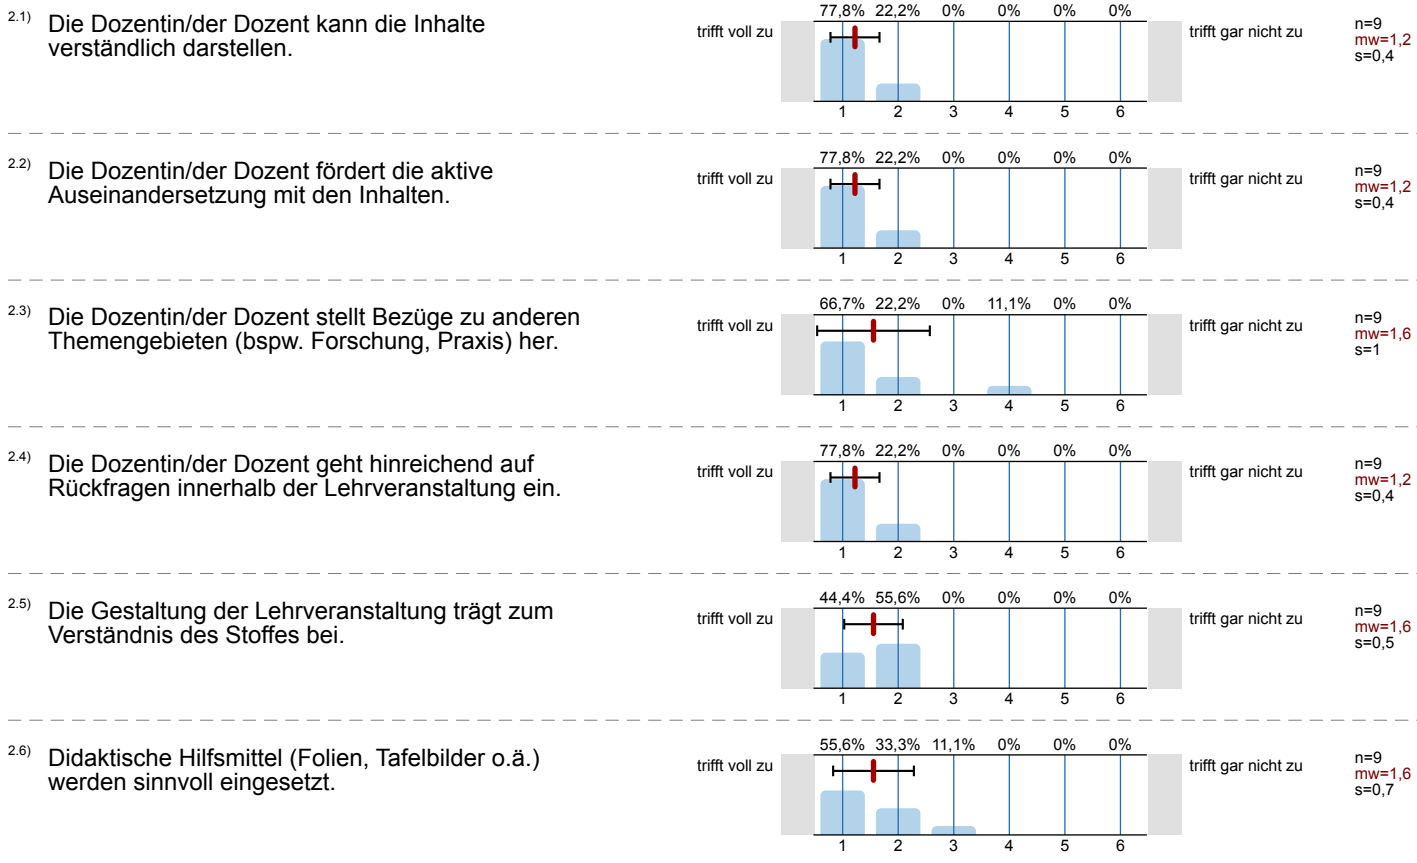 2.1) Die Dozentin/der Dozent kann die Inhalte
verständlich darstellen.
trifft voll zu
77,8% 22,2% 0% 0% 0% 0%
1 2 3 4 5 6
trifft gar nicht zu
n=9
mw=1,2
s=0,4
2.2) Die Dozentin/der Dozent fördert die aktive
Auseinandersetzung mit den Inhalten.
trifft voll zu
77,8% 22,2% 0% 0% 0% 0%
1 2 3 4 5 6
trifft gar nicht zu
n=9
mw=1,2
s=0,4
2.3) Die Dozentin/der Dozent stellt Bezüge zu anderen
Themengebieten (bspw. Forschung, Praxis) her.
trifft voll zu
66,7% 22,2% 0% 11,1% 0% 0%
1 2 3 4 5 6
trifft gar nicht zu
n=9
mw=1,6
s=1
2.4) Die Dozentin/der Dozent geht hinreichend auf
Rückfragen innerhalb der Lehrveranstaltung ein.
trifft voll zu
77,8% 22,2% 0% 0% 0% 0%
1 2 3 4 5 6
trifft gar nicht zu
n=9
mw=1,2
s=0,4
2.5) Die Gestaltung der Lehrveranstaltung trägt zum
Verständnis des Stoffes bei.
trifft voll zu
44,4% 55,6% 0% 0% 0% 0%
1 2 3 4 5 6
trifft gar nicht zu
n=9
mw=1,6
s=0,5
2.6) Didaktische Hilfsmittel (Folien, Tafelbilder o.ä.)
werden sinnvoll eingesetzt.
trifft voll zu
55,6% 33,3% 11,1% 0% 0% 0%
1 2 3 4 5 6
trifft gar nicht zu
n=9
mw=1,6
s=0,7